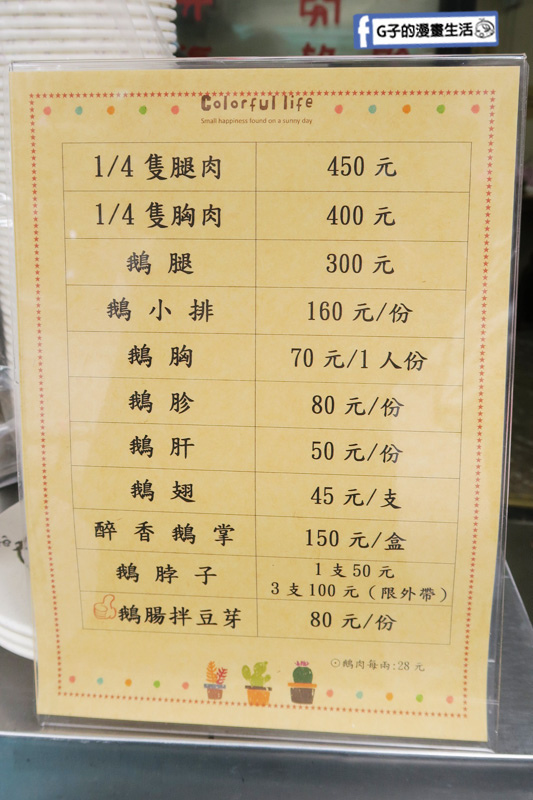 G子的漫畫生活
Colorful life
Small happiness found on a sunny day
1/4 隻腿肉 450 元
1/4 隻胸肉 400 元
鵝 腿 300 元
鵝 小 排 160 元/份
鵝 胸 70 元/1 人份
鵝 胗 80 元/份
鵝 肝 50 元/份
鵝 翅 45 元/支
醉 香 鵝 掌 150 元/盒
鵝 脖 子 1 支 50 元
3 支 100 元（限外帶）
鵝腸拌豆芽 80 元/份
⊙鵝肉每兩:28 元